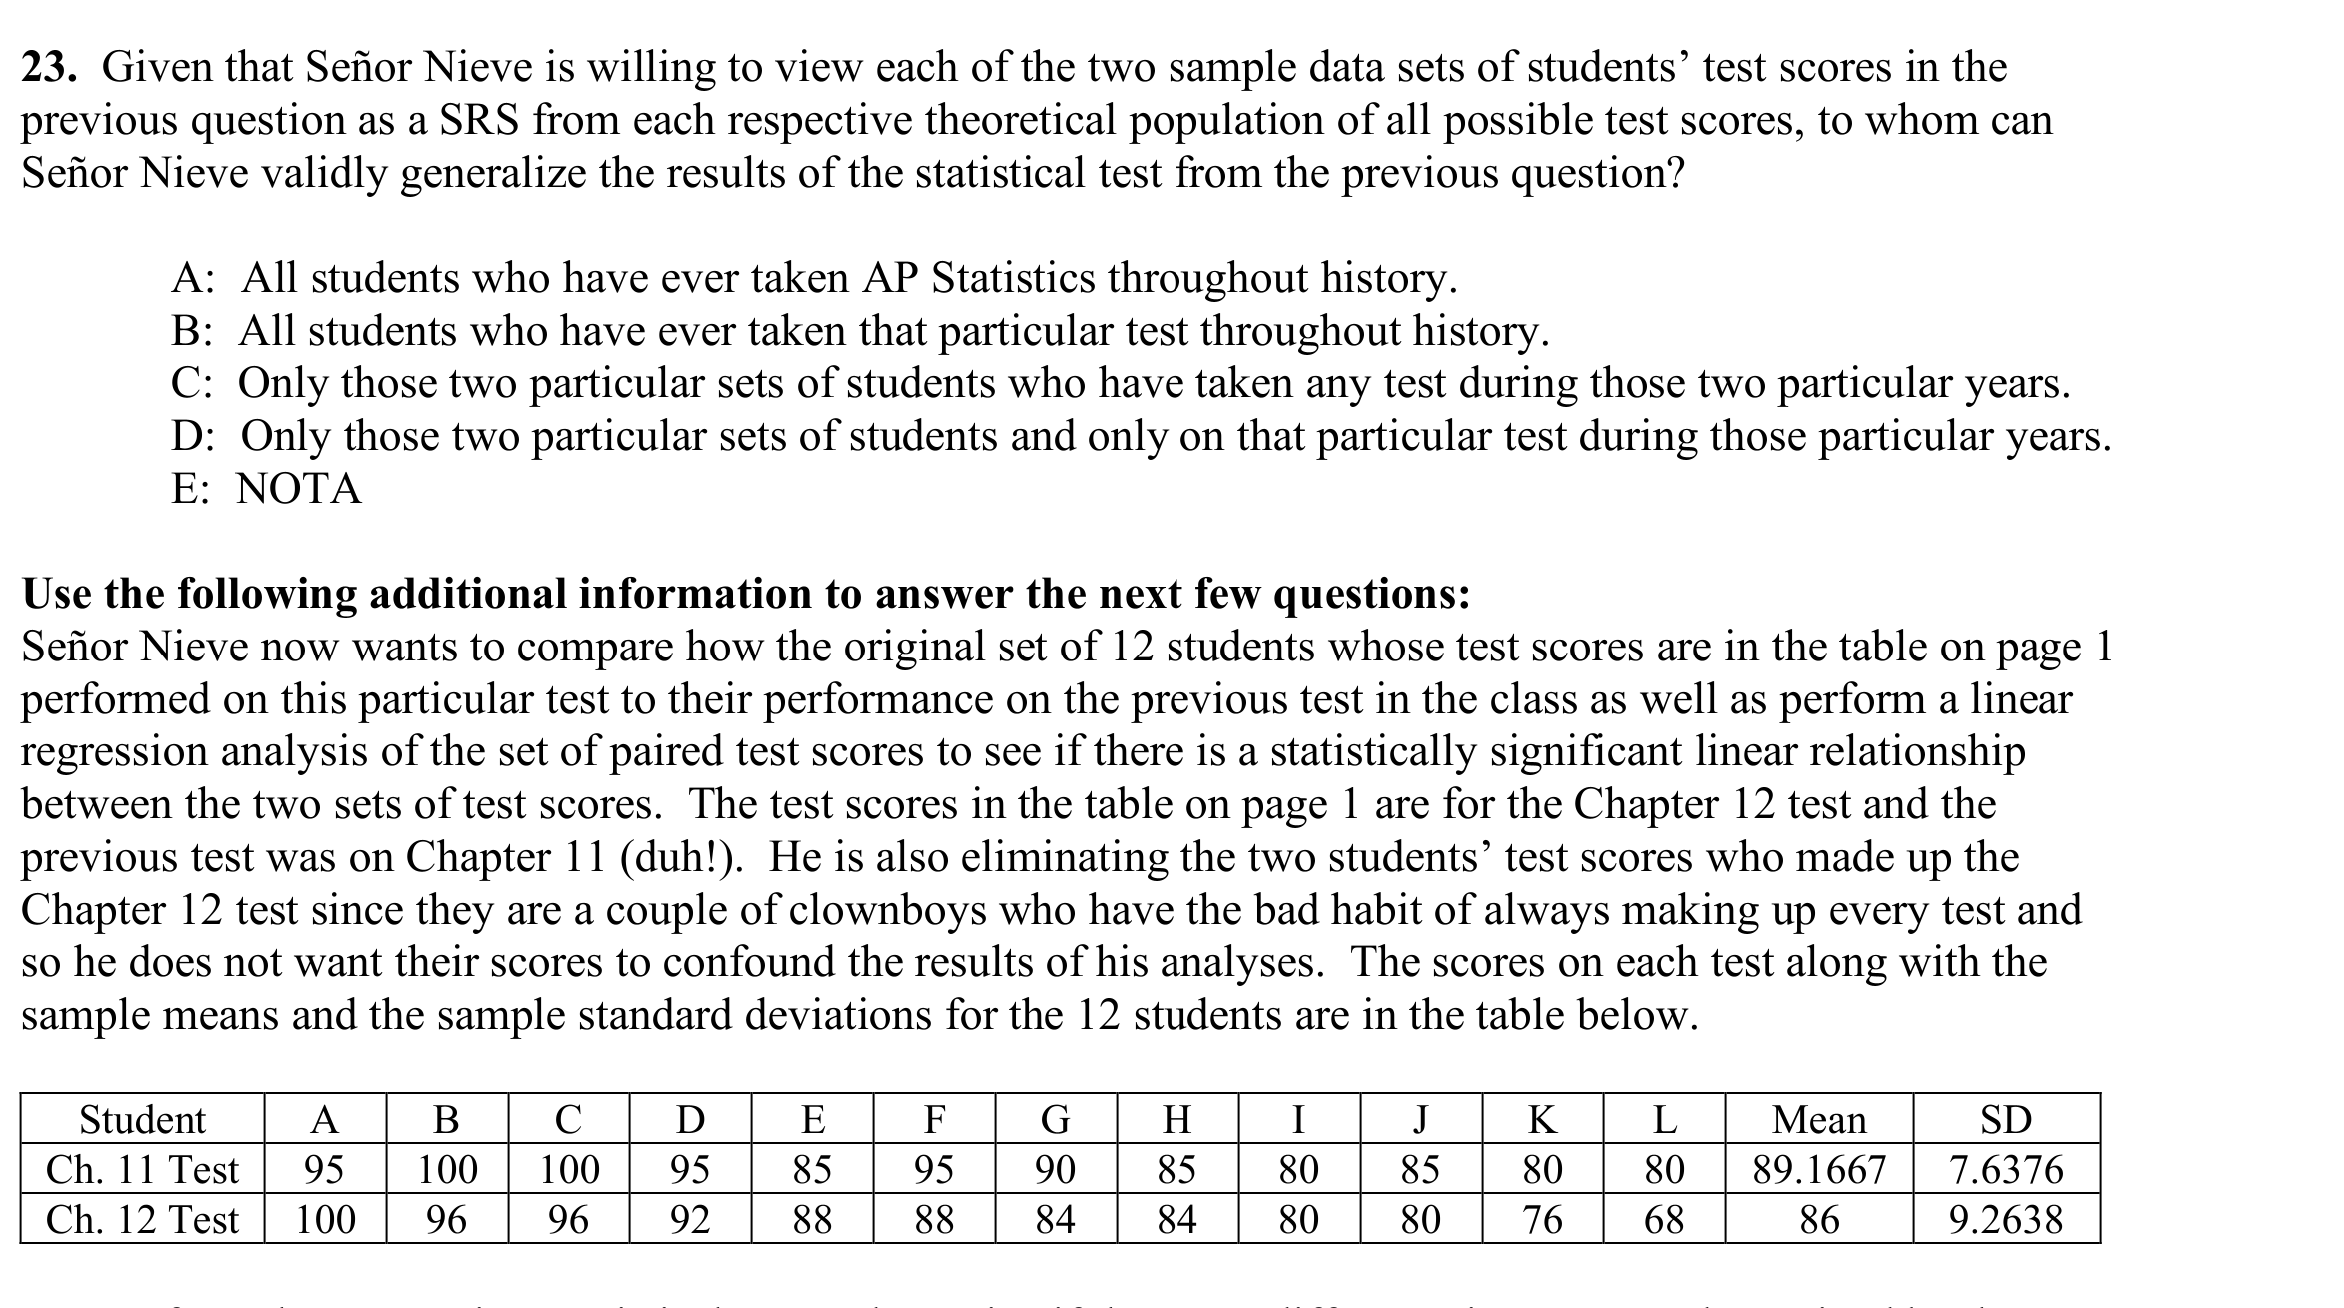 23. Given that Señor Nieve is willing to view each of the two sample data sets of students’ test scores in the
previous question as a SRS from each respective theoretical population of all possible test scores, to whom can
Señor Nieve validly generalize the results of the statistical test from the previous question?
A: All students who have ever taken AP Statistics throughout history.
B: All students who have ever taken that particular test throughout history.
C: Only those two particular sets of students who have taken any test during those two particular years.
D: Only those two particular sets of students and only on that particular test during those particular years.
E: NOTA
Use the following additional information to answer the next few questions:
Señor Nieve now wants to compare how the original set of 12 students whose test scores are in the table on page 1
performed on this particular test to their performance on the previous test in the class as well as perform a linear
regression analysis of the set of paired test scores to see if there is a statistically significant linear relationship
between the two sets of test scores. The test scores in the table on page 1 are for the Chapter 12 test and the
previous test was on Chapter 11 (duh!). He is also eliminating the two students’ test scores who made up the
Chapter 12 test since they are a couple of clownboys who have the bad habit of always making up every test and
so he does not want their scores to confound the results of his analyses. The scores on each test along with the
sample means and the sample standard deviations for the 12 students are in the table below.
Student A B C D E F G H I J K L Mean SD
Ch. 11 Test 95 100 100 95 85 95 90 85 80 85 80 80 89.1667 7.6376
Ch. 12 Test 100 96 96 92 88 88 84 84 80 80 76 68 86 9.2638